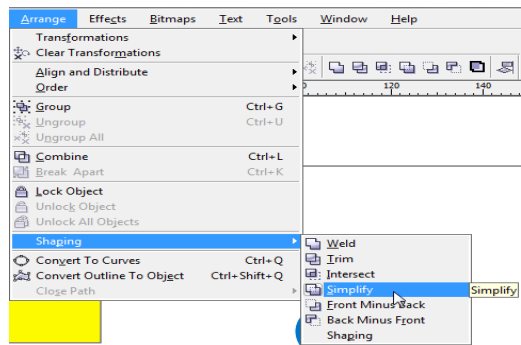 Arrange Effects Bitmaps Text Tools Window Help
Transformations
Clear Transformations
Align and Distribute
Order
120 140
Group Ctrl+G
Ungroup Ctrl+U
Ungroup All
Combine Ctrl+L
Break Apart Ctrl+K
Lock Object
Unlock Object
Unlock All Objects
Shaping
Convert To Curves Ctrl+Q
Convert Outline To Object Ctrl+Shift+Q
Close Path
Weld
Trim
Intersect
Simplify Simplify
Front Minus Back
Back Minus Front
Shaping